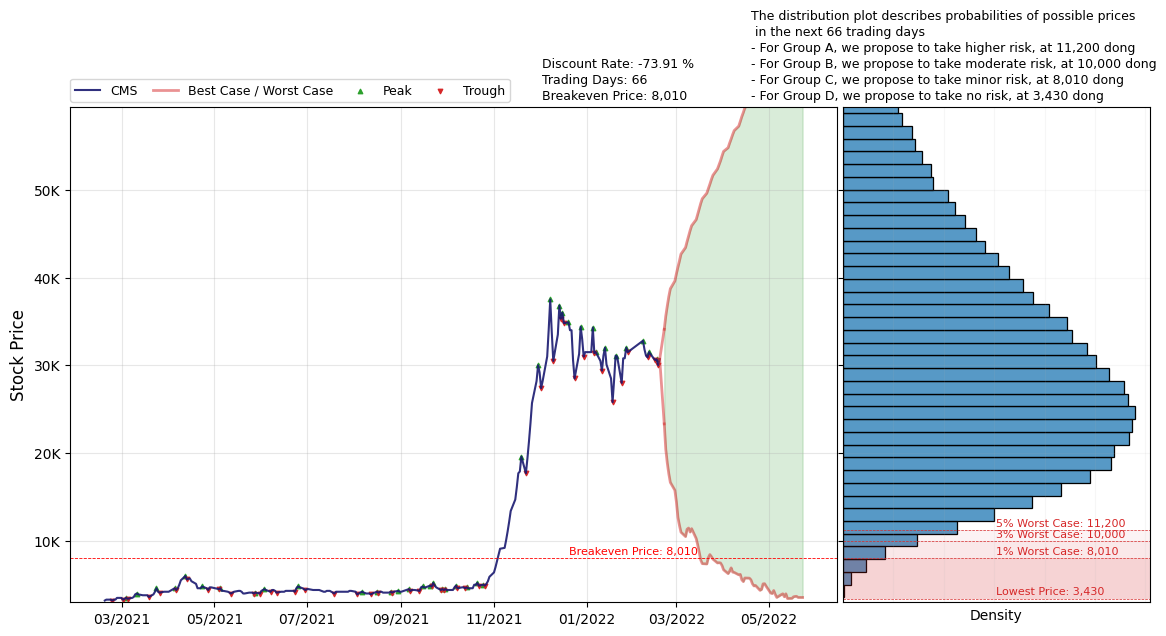 The distribution plot describes probabilities of possible prices
in the next 66 trading days
- For Group A, we propose to take higher risk, at 11,200 dong
- For Group B, we propose to take moderate risk, at 10,000 dong
- For Group C, we propose to take minor risk, at 8,010 dong
- For Group D, we propose to take no risk, at 3,430 dong
Discount Rate: -73.91 %
Trading Days: 66
Breakeven Price: 8,010
CMS
Best Case / Worst Case
Peak
Trough
Stock Price
50K
40K
30K
20K
10K
Breakeven Price: 8,010
5% Worst Case: 11,200
3% Worst Case: 10,000
1% Worst Case: 8,010
Lowest Price: 3,430
03/2021
05/2021
07/2021
09/2021
11/2021
01/2022
03/2022
05/2022
Density